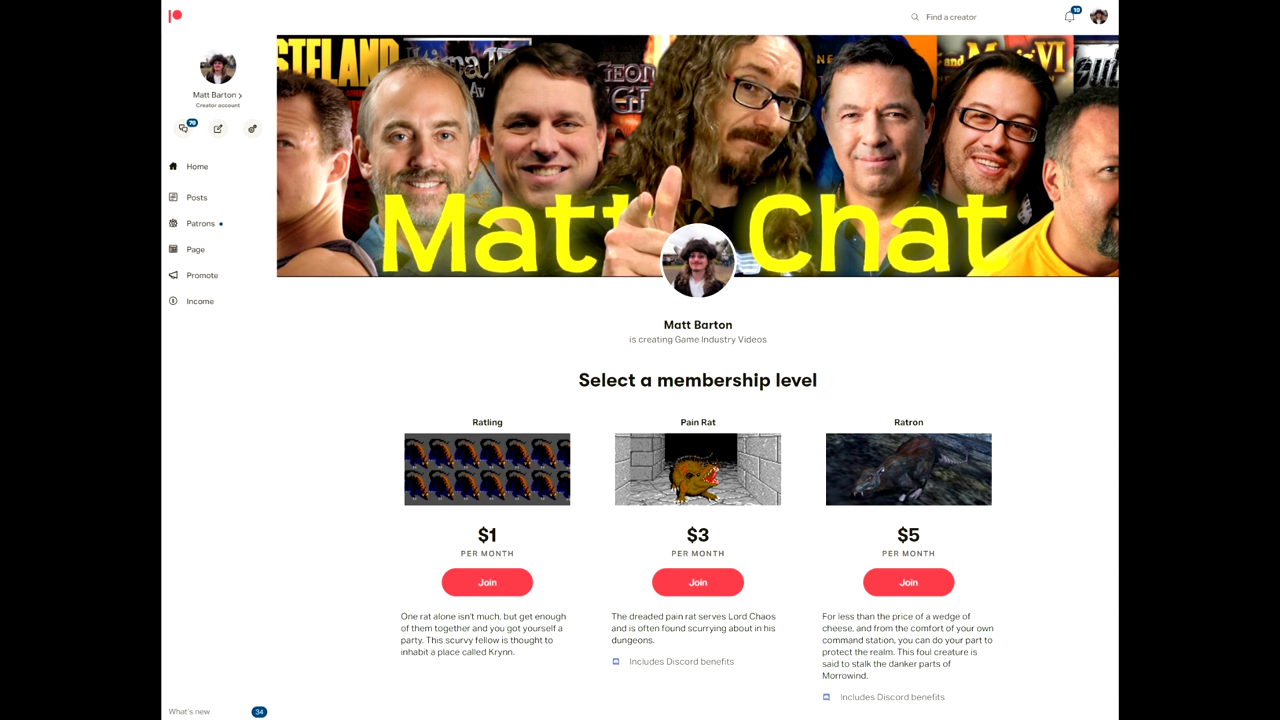 Find a creator
10
WASTELAND
and Magic VI
Matt Barton
Creator account
70
Home
Posts
Patrons
Page
Promote
Income
Matt Chat
Matt Barton
is creating Game Industry Videos
Select a membership level
Ratling
Pain Rat
Ratron
$1
$3
$5
PER MONTH
PER MONTH
PER MONTH
Join
Join
Join
One rat alone isn't much, but get enough
of them together and you got yourself a
party. This scurvy fellow is thought to
inhabit a place called Krynn.
The dreaded pain rat serves Lord Chaos
and is often found scurrying about in his
dungeons.
Includes Discord benefits
For less than the price of a wedge of
cheese, and from the comfort of your own
command station, you can do your part to
protect the realm. This foul creature is
said to stalk the danker parts of
Morrowind.
Includes Discord benefits
What's new
34